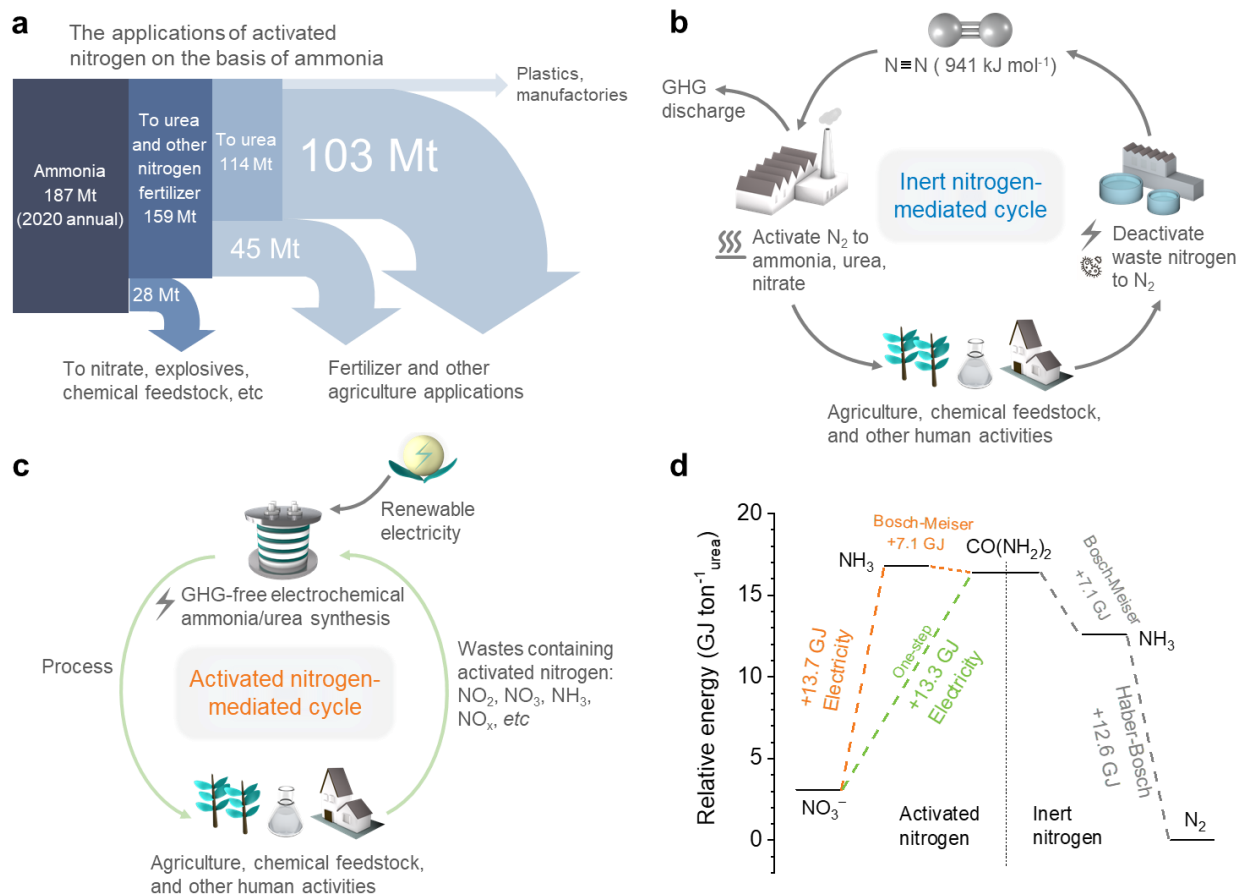 a
The applications of activated
nitrogen on the basis of ammonia
Ammonia
187 Mt
(2020 annual)
To urea
and other
nitrogen
fertilizer
159 Mt
To urea
114 Mt
103 Mt
45 Mt
28 Mt
Plastics,
manufactories
To nitrate, explosives,
chemical feedstock, etc
Fertilizer and other
agriculture applications
b
N≡N ( 941 kJ mol⁻¹)
GHG
discharge
Inert nitrogen-
mediated cycle
Activate N₂ to
ammonia, urea,
nitrate
Deactivate
waste nitrogen
to N₂
Agriculture, chemical feedstock,
and other human activities
c
Renewable
electricity
GHG-free electrochemical
ammonia/urea synthesis
Process
Activated nitrogen-
mediated cycle
Wastes containing
activated nitrogen:
NO₂, NO₃, NH₃,
NOₓ, etc
Agriculture, chemical feedstock,
and other human activities
d
Relative energy (GJ ton⁻¹urea)
20
15
10
5
0
Bosch-Meiser
+7.1 GJ
NH₃
CO(NH₂)₂
Bosch-Meiser
+7.1 GJ
NH₃
+13.7 GJ
Electricity
One-step
+13.3 GJ
Electricity
Haber-Bosch
+12.6 GJ
NO₃⁻
Activated
nitrogen
Inert
nitrogen
N₂